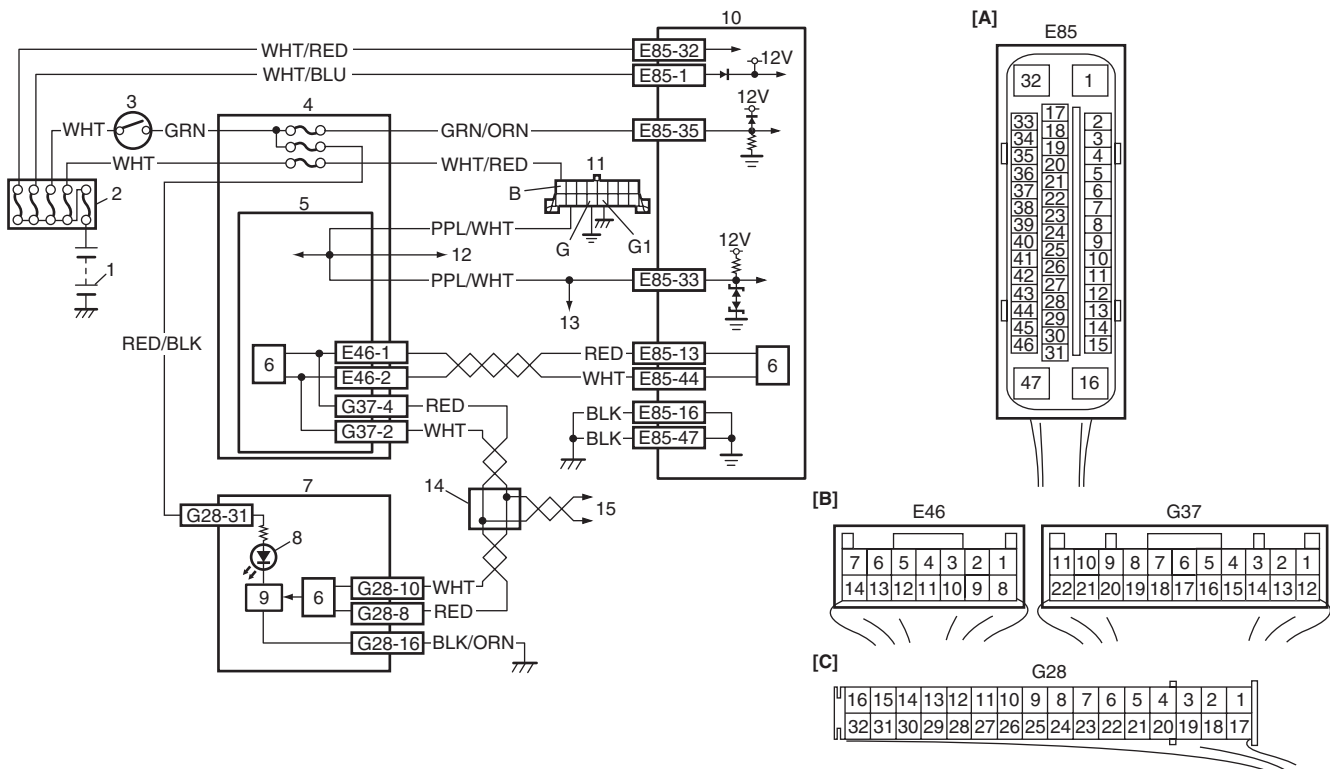 10
[A]
E85
WHT/RED
E85-32
WHT/BLU
E85-1
12V
3
4
12V
WHT
GRN
GRN/ORN
E85-35
WHT
WHT/RED
11
2
B
5
PPL/WHT
G
G1
12V
12
1
PPL/WHT
E85-33
13
RED/BLK
6
E46-1
RED
E85-13
6
E46-2
WHT
E85-44
G37-4
RED
BLK
E85-16
G37-2
WHT
BLK
E85-47
7
14
15
G28-31
8
9
6
G28-10
WHT
G28-8
RED
G28-16
BLK/ORN
32 1
17
33 2
18
34 3
19
35 4
20
36 5
21
37 6
22
38 7
23
39 8
24
40 9
25
41 10
26
42 11
27
43 12
28
44 13
29
45 14
30
46 15
31
47 16
[B]
E46
7 6 5 4 3 2 1
14 13 12 11 10 9 8
G37
11 10 9 8 7 6 5 4 3 2 1
22 21 20 19 18 17 16 15 14 13 12
[C]
G28
16 15 14 13 12 11 10 9 8 7 6 5 4 3 2 1
32 31 30 29 28 27 26 25 24 23 22 21 20 19 18 17